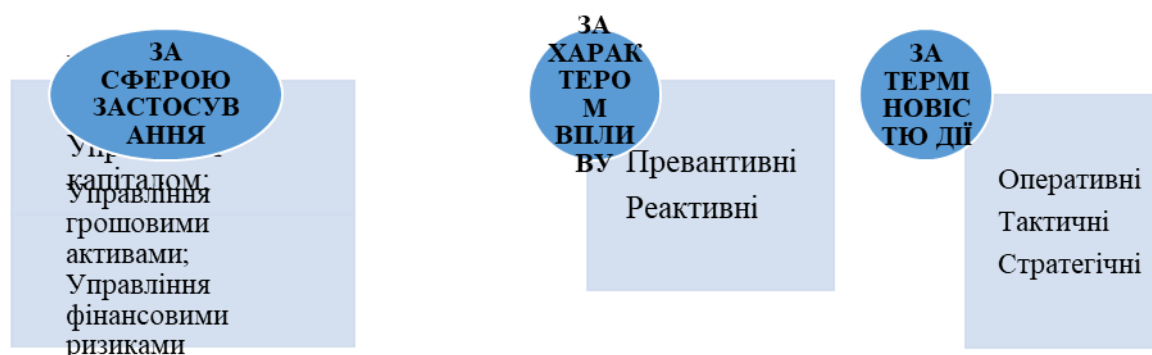 ЗА
СФЕРОЮ
ЗАСТОСУВ
АННЯ
капіталом;
Управління
грошовими
активами;
Управління
фінансовими
ризиками
ЗА
ХАРАК
ТЕРО
М
ВПЛИ
ВУ
Превантивні
Реактивні
ЗА
ТЕРМІ
НОВІС
ТЮ ДІЇ
Оперативні
Тактичні
Стратегічні